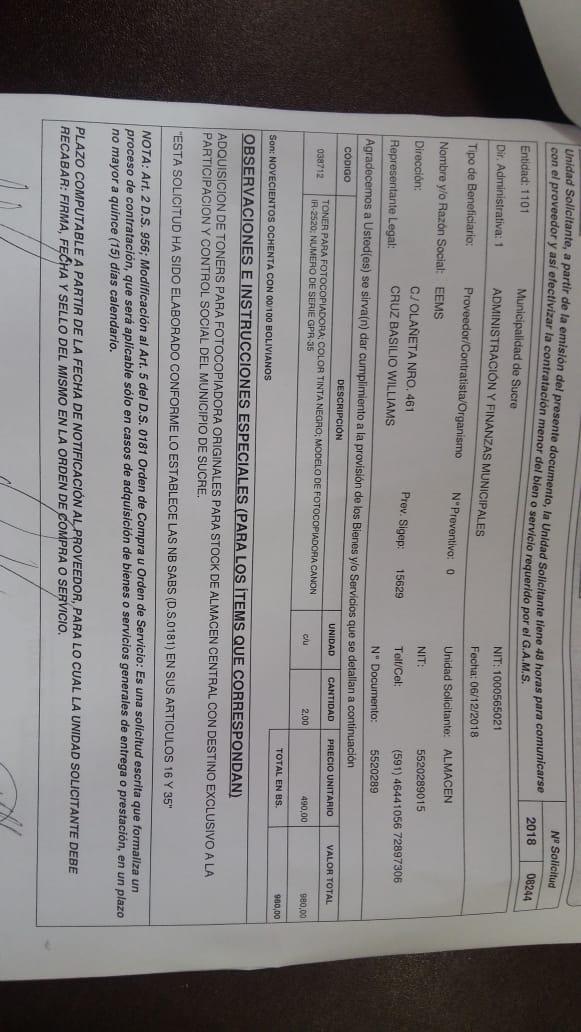 Unidad Solicitante, a partir de la emisión del presente documento, la Unidad Solicitante tiene 48 horas para comunicarse
con el proveedor y así efectivizar la contratación menor del bien o servicio requerido por el G.A.M.S.
Nº Solicitud
2018 08244
Entidad: 1101 Municipalidad de Sucre NIT: 1000565021
Dir. Administrativa: 1 ADMINISTRACIÓN Y FINANZAS MUNICIPALES Fecha: 06/12/2018
Tipo de Beneficiario: Proveedor/Contratista/Organismo N°Preventivo: 0 Unidad Solicitante: ALMACEN
Nombre y/o Razón Social: EEMS NIT: 5520289015
Dirección: C./ OLAÑETA NRO. 461 Prev. Sigep: 15629 Telf/Cel: (591) 46441056 72897306
Representante Legal: CRUZ BASILIO WILLIAMS N° Documento: 5520289
Agradecemos a Usted(es) se sirva(n) dar cumplimiento a la provisión de los Bienes y/o Servicios que se detallan a continuación
CÓDIGO DESCRIPCIÓN UNIDAD CANTIDAD PRECIO UNITARIO VALOR TOTAL
038712 TONER PARA FOTOCOPIADORA; COLOR TINTA NEGRO; MODELO DE FOTOCOPIADORA CANON
IR-2520; NUMERO DE SERIE GPR-35 c/u 2,00 490,00 980,00
TOTAL EN BS. 980,00
Son: NOVECIENTOS OCHENTA CON 00/100 BOLIVIANOS
OBSERVACIONES E INSTRUCCIONES ESPECIALES (PARA LOS ÍTEMS QUE CORRESPONDAN)
ADQUISICION DE TONERS PARA FOTOCOPIADORA ORIGINALES PARA STOCK DE ALMACEN CENTRAL CON DESTINO EXCLUSIVO A LA
PARTICIPACION Y CONTROL SOCIAL DEL MUNICIPIO DE SUCRE.
"ESTA SOLICITUD HA SIDO ELABORADO CONFORME LO ESTABLECE LAS NB SABS (D.S.0181) EN SUS ARTICULOS 16 Y 35"
NOTA: Art. 2 D.S. 956; Modificación al Art. 5 del D.S. 0181 Orden de Compra u Orden de Servicio: Es una solicitud escrita que formaliza un
proceso de contratación, que será aplicable sólo en casos de adquisición de bienes o servicios generales de entrega o prestación, en un plazo
no mayor a quince (15) días calendario.
PLAZO COMPUTABLE A PARTIR DE LA FECHA DE NOTIFICACIÓN AL PROVEEDOR, PARA LO CUAL LA UNIDAD SOLICITANTE DEBE
RECABAR: FIRMA, FECHA Y SELLO DEL MISMO EN LA ORDEN DE COMPRA O SERVICIO.